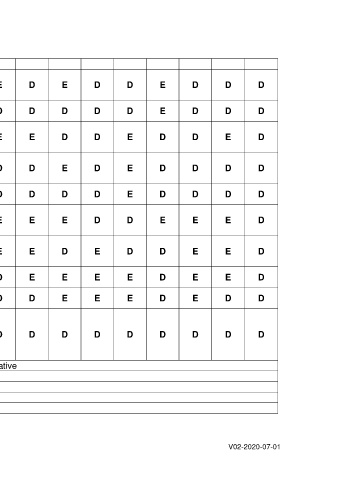 E D E D D E D D D
D D D D D E D D D
E E D D E D D E D
D D E D E D D D D
D D D D E D D D D
E E E D D E E E D
E E D E D D E E D
D E E E E D E E D
D D E E E D E D D
D D D D D D D D D
ative
V02-2020-07-01